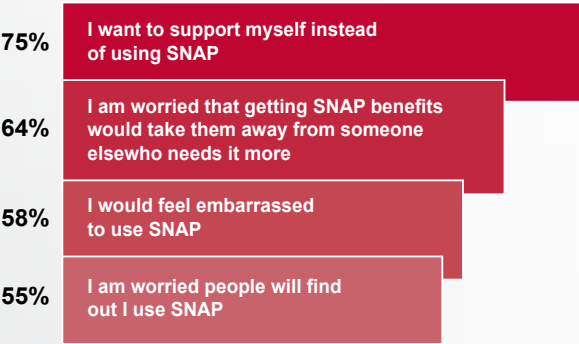 75%
I want to support myself instead
of using SNAP
64%
I am worried that getting SNAP benefits
would take them away from someone
elsewho needs it more
58%
I would feel embarrassed
to use SNAP
55%
I am worried people will find
out I use SNAP